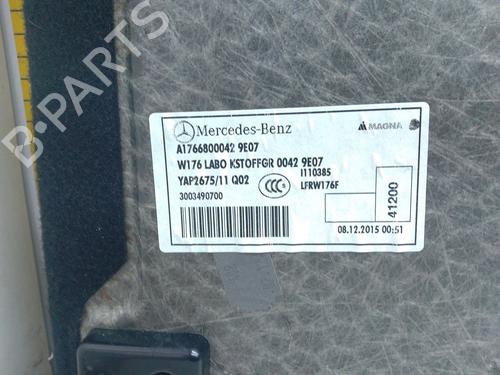 Mercedes-Benz
MAGNA
A1766800042 9E07
W176 LABO KSTOFFGR 0042 9E07
YAP2675/11 Q02
I110385
3003490700
CCC
LFRW176F
41200
08.12.2015 00:51
B-PARTS